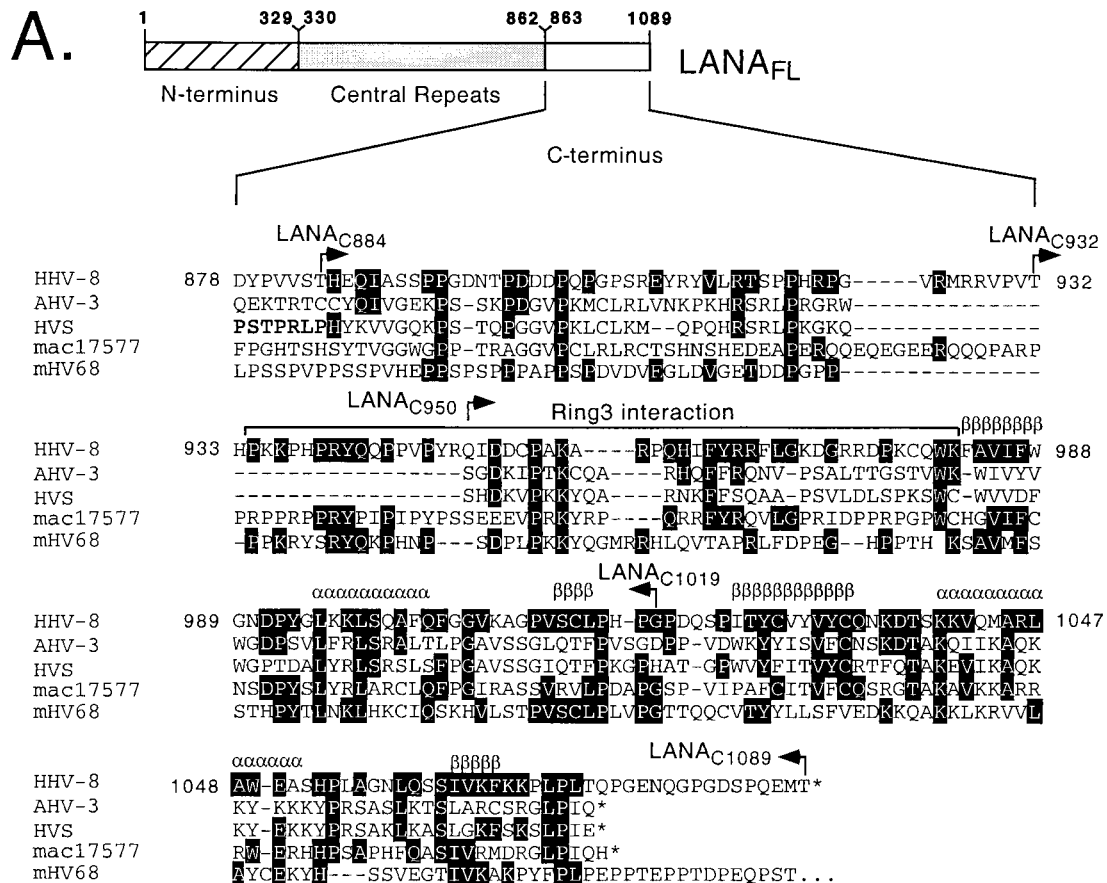 A.
1 329 330 862 863 1089
LANAFL
N-terminus Central Repeats
C-terminus
LANAC884 LANAC932
HHV-8 878 DYPVVSTHEQIASSPPGDNTPDDDPQPGPSREYRYVLRTSPPHRPG-----VRMRRVPVT 932
AHV-3 QEKTRTCCYQIVGEKPS-SKPDGVPKMCLRLVNKPKHRSRLPRGRW--------------
HVS PSTPRLPHYKVVGQKPS-TQPGGVPKLCLKM--QPQHRSRLPKGKQ--------------
mac17577 FPGHTSHSYTVGGWGPP-TRAGGVPCLRLRCTSHNSHEDEAPERQQEQEGEERQQQPARP
mHV68 LPSSPVPPSSPVHEPPSPSPPPAPPSPDVDVFGLDVGETDDPGPP---------------
LANAC950 Ring3 interaction
ββββββββ
HHV-8 933 HPKKPHPRYQQPPVPYRQIDDCPAKA----RPQHIFYRRFLGKDGRRDPKCQWKFAVIFW 988
AHV-3 ------------------SGDKIPTKCQA---RHQFFRQNV-PSALTTGSTVWK-WIVYV
HVS ------------------SHDKVPKKYQA---RNKFFSQAA-PSVLDLSPKSWC-WVVDF
mac17577 PRPPRPPRYPIPIPYPSSEEEVPRKYRP---QRRFYRQVLGPRIDPPRPGPWCHGVIFC
mHV68 -PPKRYSRYQKPHNP---SDPLPKKYQGMRRHLQVTAPRLFDPEG--HPPTH KSAVMFS
LANAC1019
αααααααααα ββββ ββββββββββββ ααααααααα
HHV-8 989 GNDPYGLKKLSQAFQFGGVKAGPVSCLPH-PGPDQSPITYCVYVYCQNKDTSKKVQMARL 1047
AHV-3 WGDPSVLFRLSRALTLPGAVSSGLQTFPVSGDPP-VDWKYYISVFCNSKDTAKQIIKAQK
HVS WGPTDALYRLSRSLSFPGAVSSGIQTFPKGPHAT-GPWVYFITVYCRTFQTAKEVIKAQK
mac17577 NSDPYSLYRLARCLQFPGIRASSVRVLPDAPGSP-VIPAFCITVFCQSRGTAKAVKKARR
mHV68 STHPYTLNKLHKCIQSKHVLSTPVSCLPLVPGTTQQCVTYYLLSFVEDKKQAKKLKRVVL
LANAC1089
αααααα βββββ
HHV-8 1048 AW-EASHPLAGNLQSSIVKFKKPLPLTQPGENQGPGDSPQEMT*
AHV-3 KY-KKKYPRSASLKTSLARCSRGLPIQ*
HVS KY-EKKYPRSAKLKASLGKFSKSLPIE*
mac17577 RW-ERHHPSAPHFQASIVRMDRGLPIQH*
mHV68 AYCEKYH---SSVEGTIVKAKPYFPLPEPPTEPPTDPEQPST...